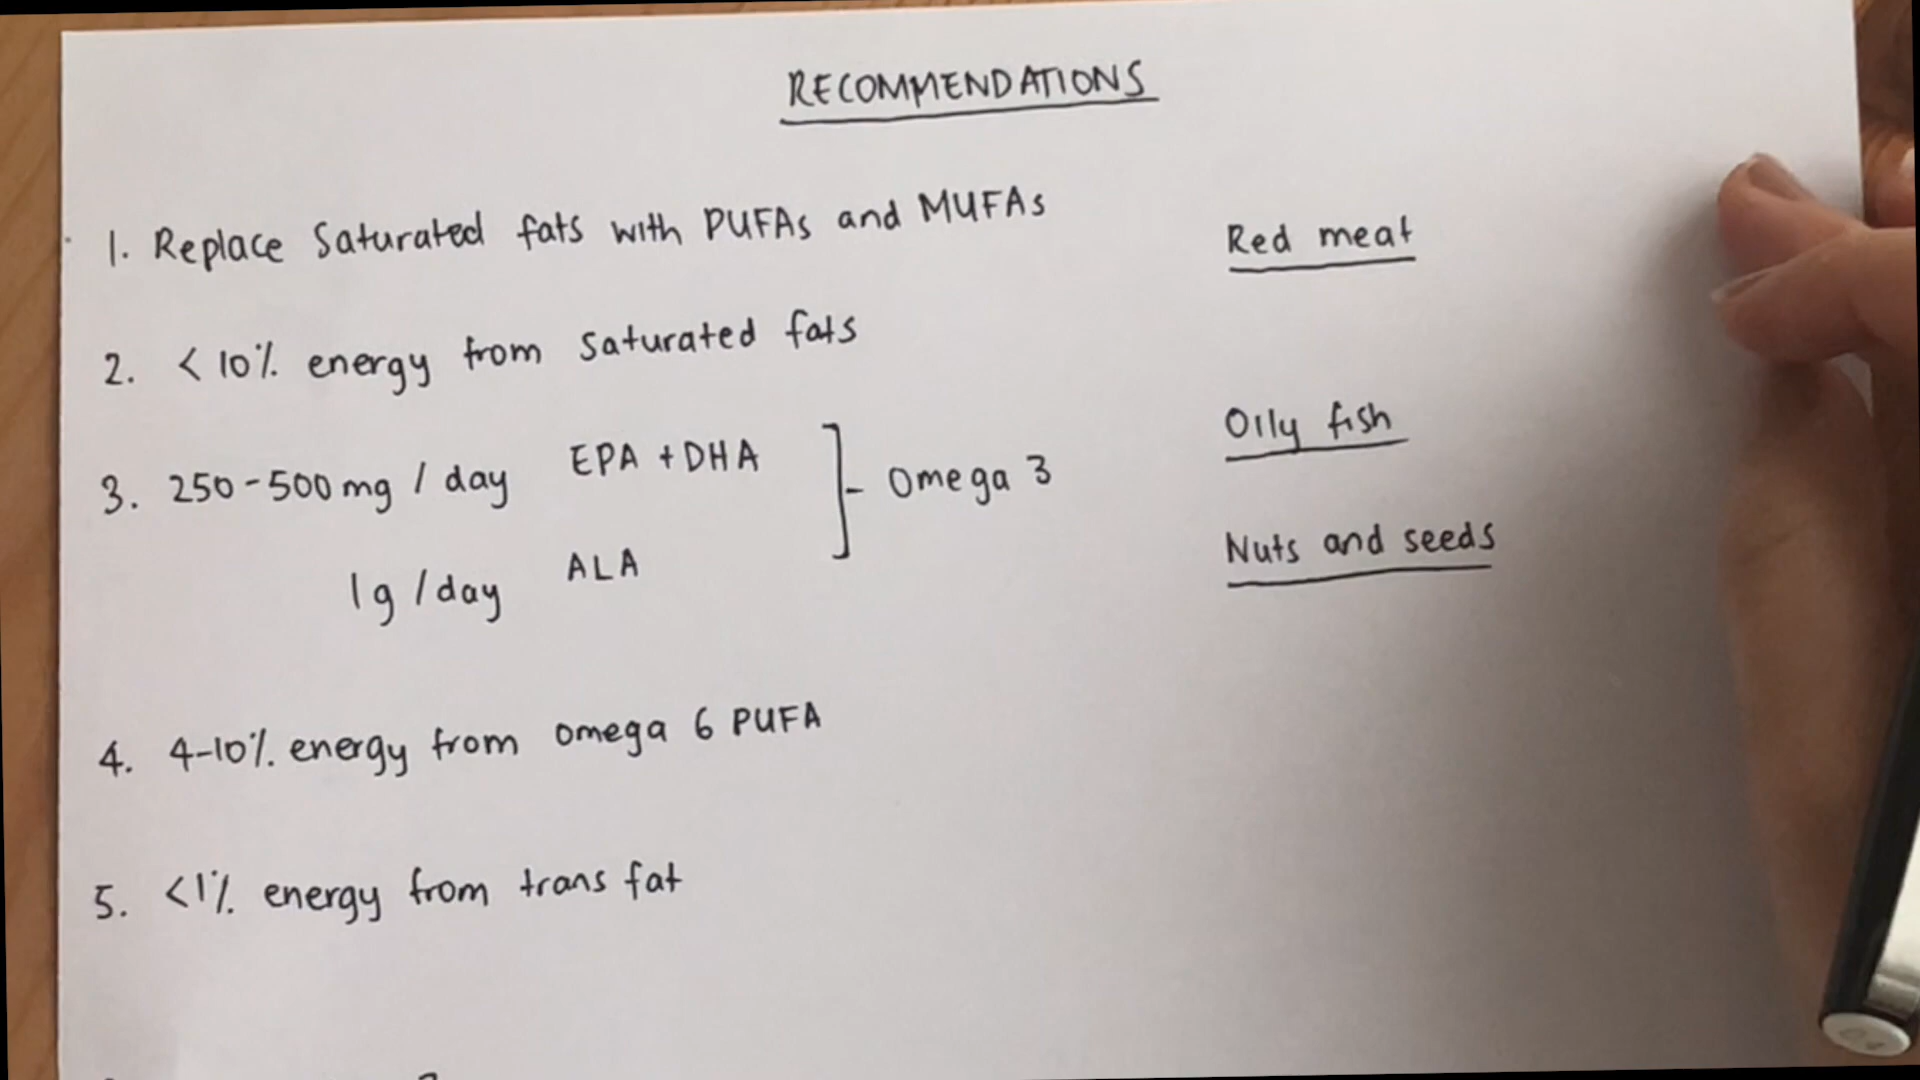 RECOMMENDATIONS
1. Replace Saturated fats with PUFAs and MUFAs
Red meat
2. < 10% energy from saturated fats
3. 250-500mg / day EPA + DHA
Omega 3
Oily fish
1g / day ALA
Nuts and seeds
4. 4-10% energy from omega 6 PUFA
5. <1% energy from trans fat